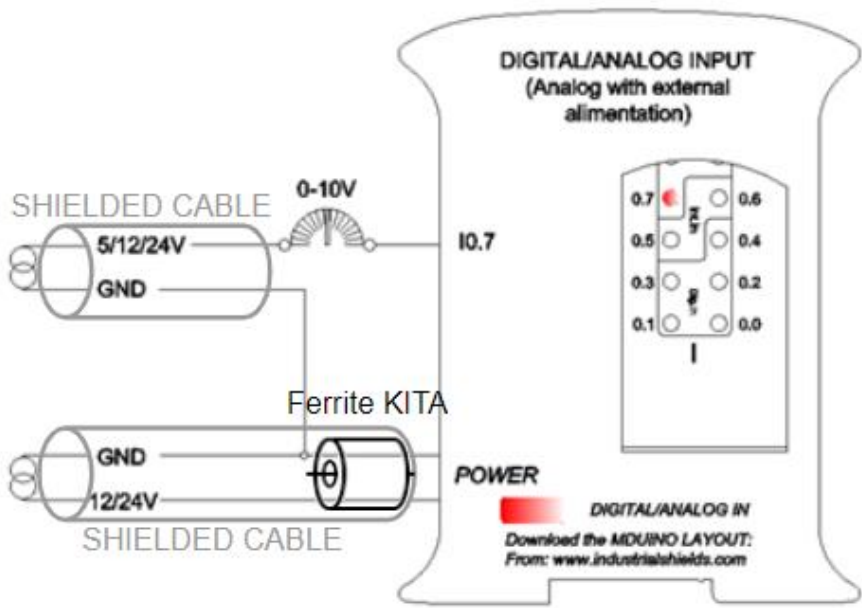 DIGITAL/ANALOG INPUT
(Analog with external
alimentation)
SHIELDED CABLE
0-10V
5/12/24V
GND
I0.7
0.7
0.6
0.5
0.4
0.3
0.2
0.1
0.0
I
Ferrite KITA
GND
12/24V
SHIELDED CABLE
POWER
DIGITAL/ANALOG IN
Download the MDUINO LAYOUT:
From: www.industrialshields.com